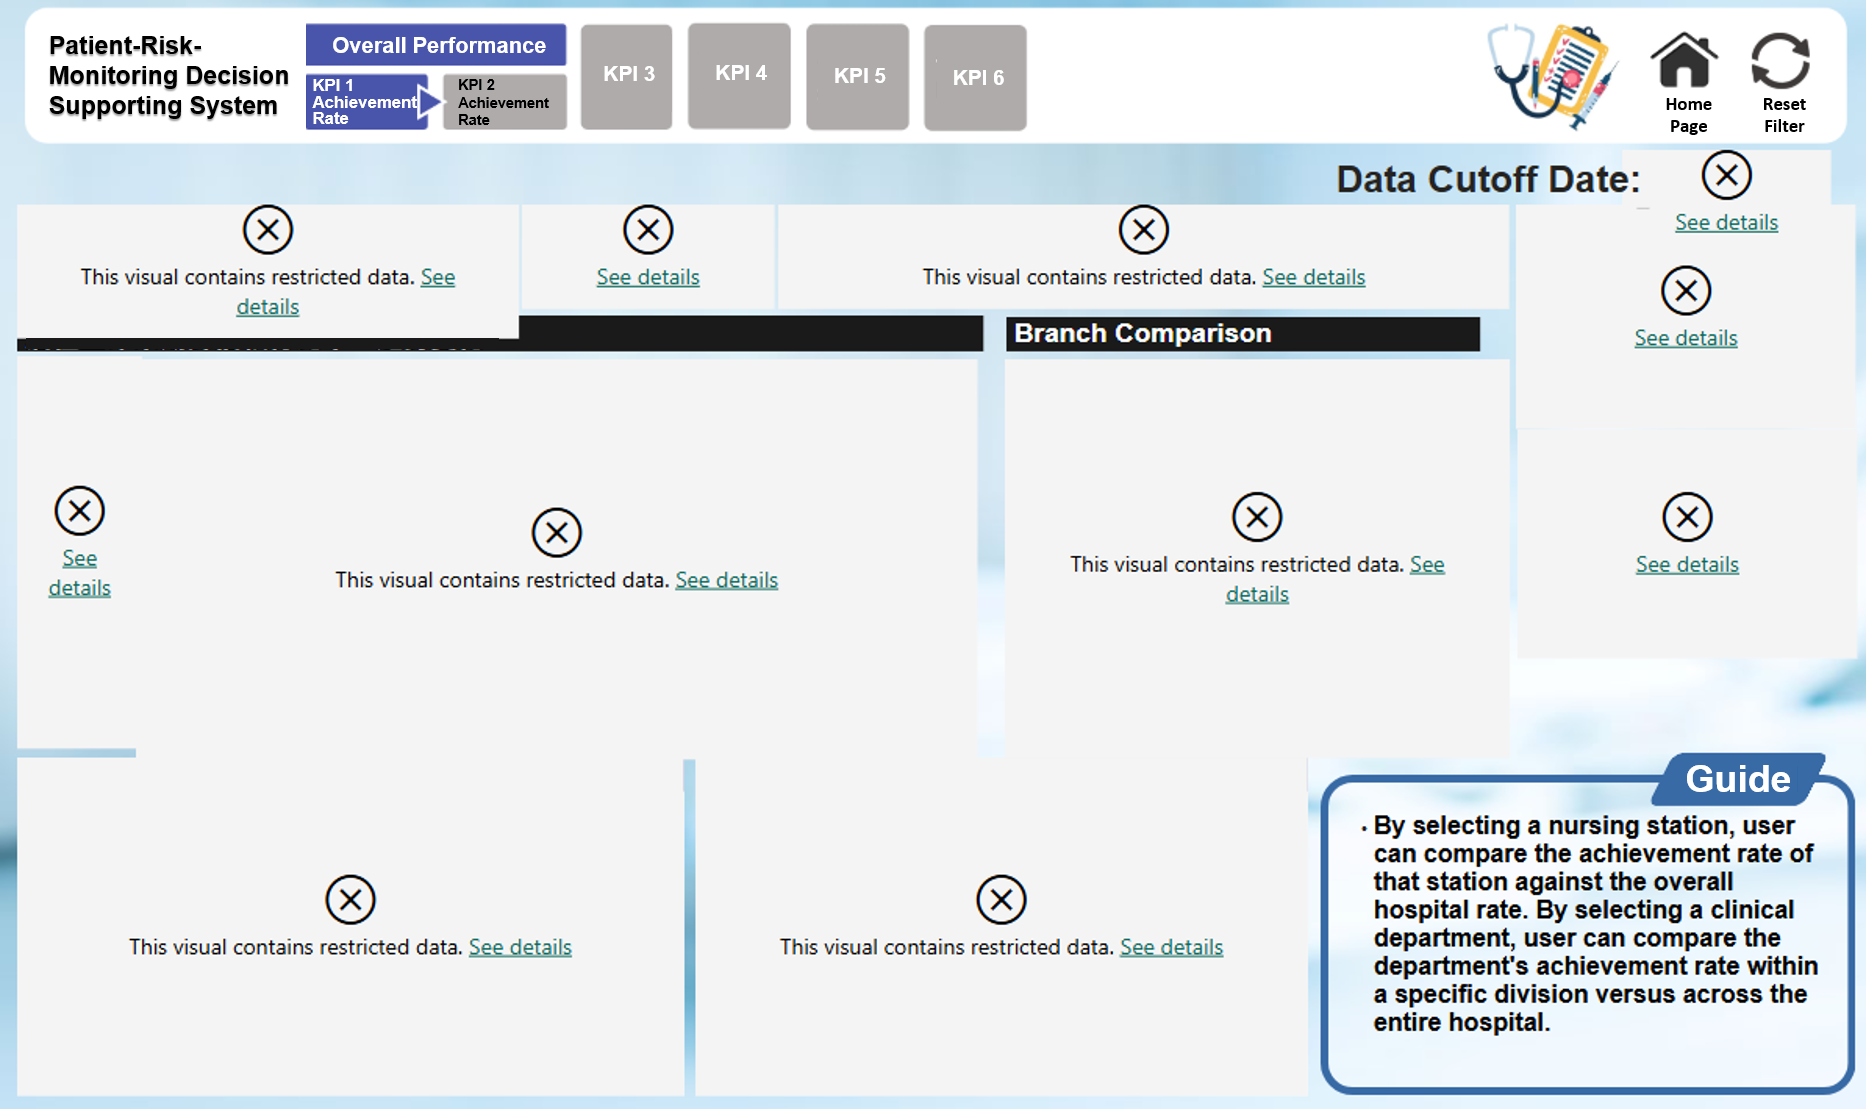 Patient-Risk-
Monitoring Decision
Supporting System
Overall Performance
KPI 1
Achievement
Rate
KPI 2
Achievement
Rate
KPI 3
KPI 4
KPI 5
KPI 6
Home
Page
Reset
Filter
Data Cutoff Date:
See details
This visual contains restricted data. See
details
See details
This visual contains restricted data. See details
See details
Branch Comparison
See
details
This visual contains restricted data. See details
This visual contains restricted data. See
details
See details
This visual contains restricted data. See details
This visual contains restricted data. See details
Guide
· By selecting a nursing station, user
can compare the achievement rate of
that station against the overall
hospital rate. By selecting a clinical
department, user can compare the
department's achievement rate within
a specific division versus across the
entire hospital.